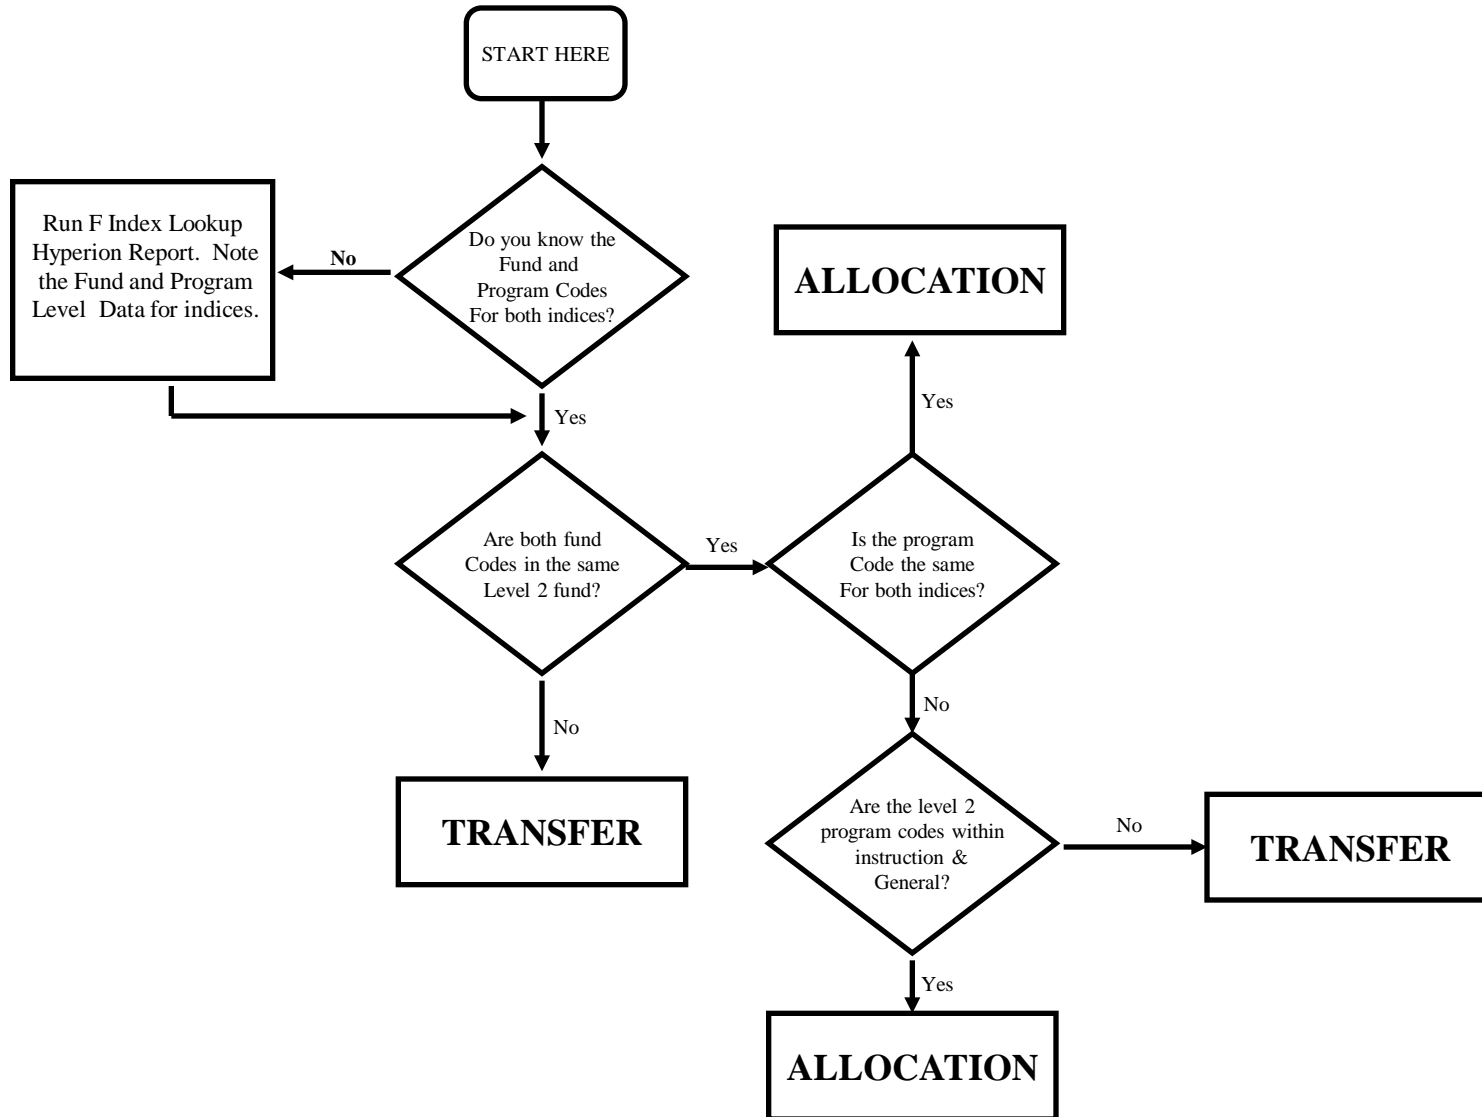 START HERE
Do you know the
Fund and
Program Codes
For both indices?
No
Run F Index Lookup
Hyperion Report.  Note
the Fund and Program
Level  Data for indices.
Yes
Are both fund
Codes in the same
Level 2 fund?
Yes
Is the program
Code the same
For both indices?
Yes
ALLOCATION
No
TRANSFER
No
Are the level 2
program codes within
instruction &
General?
No
TRANSFER
Yes
ALLOCATION